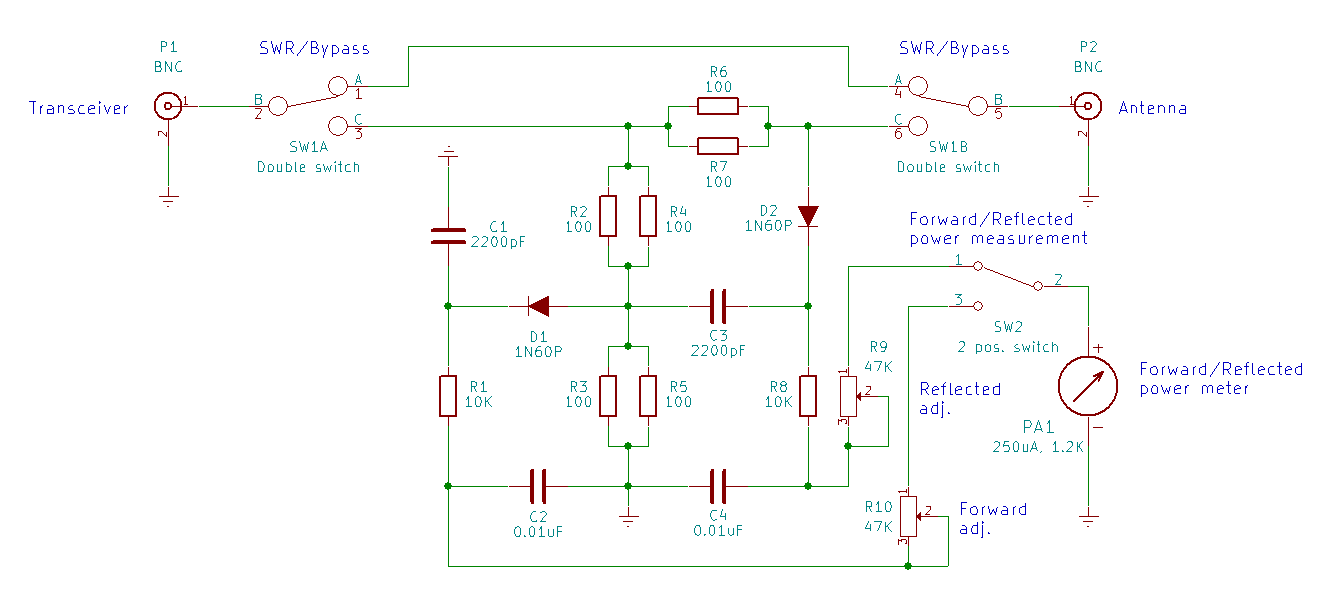 P1
BNC
SWR/Bypass
SWR/Bypass
P2
BNC
Transceiver
1
2
B
2
A
1
C
3
SW1A
Double switch
R6
100
R7
100
A
4
C
6
B
5
SW1B
Double switch
1
2
Antenna
C1
2200pF
R2
100
R4
100
D2
1N60P
Forward/Reflected
power measurement
1
2
3
SW2
2 pos. switch
D1
1N60P
C3
2200pF
R1
10K
R3
100
R5
100
R8
10K
R9
47K
1
2
3
Reflected
adj.
+
-
PA1
250uA, 1.2K
Forward/Reflected
power meter
C2
0.01uF
C4
0.01uF
R10
47K
1
2
3
Forward
adj.